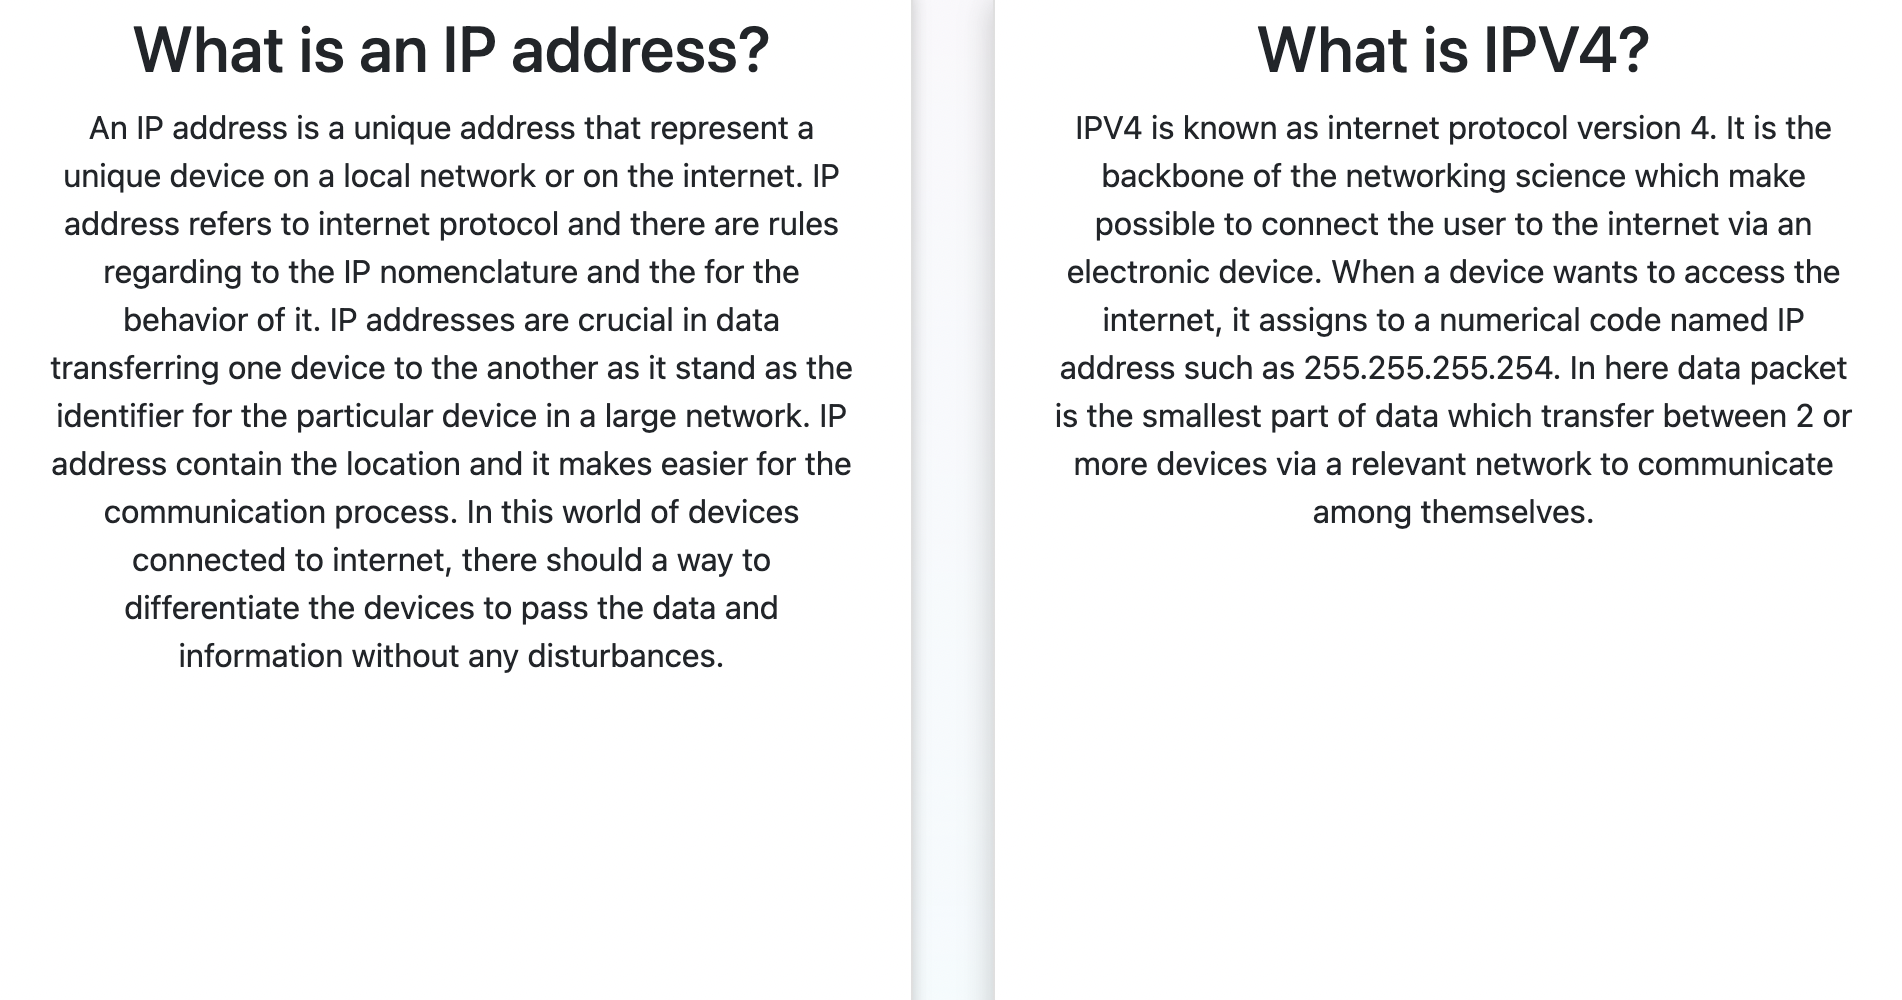 What is an IP address?
An IP address is a unique address that represent a
unique device on a local network or on the internet. IP
address refers to internet protocol and there are rules
regarding to the IP nomenclature and the for the
behavior of it. IP addresses are crucial in data
transferring one device to the another as it stand as the
identifier for the particular device in a large network. IP
address contain the location and it makes easier for the
communication process. In this world of devices
connected to internet, there should a way to
differentiate the devices to pass the data and
information without any disturbances.
What is IPV4?
IPV4 is known as internet protocol version 4. It is the
backbone of the networking science which make
possible to connect the user to the internet via an
electronic device. When a device wants to access the
internet, it assigns to a numerical code named IP
address such as 255.255.255.254. In here data packet
is the smallest part of data which transfer between 2 or
more devices via a relevant network to communicate
among themselves.